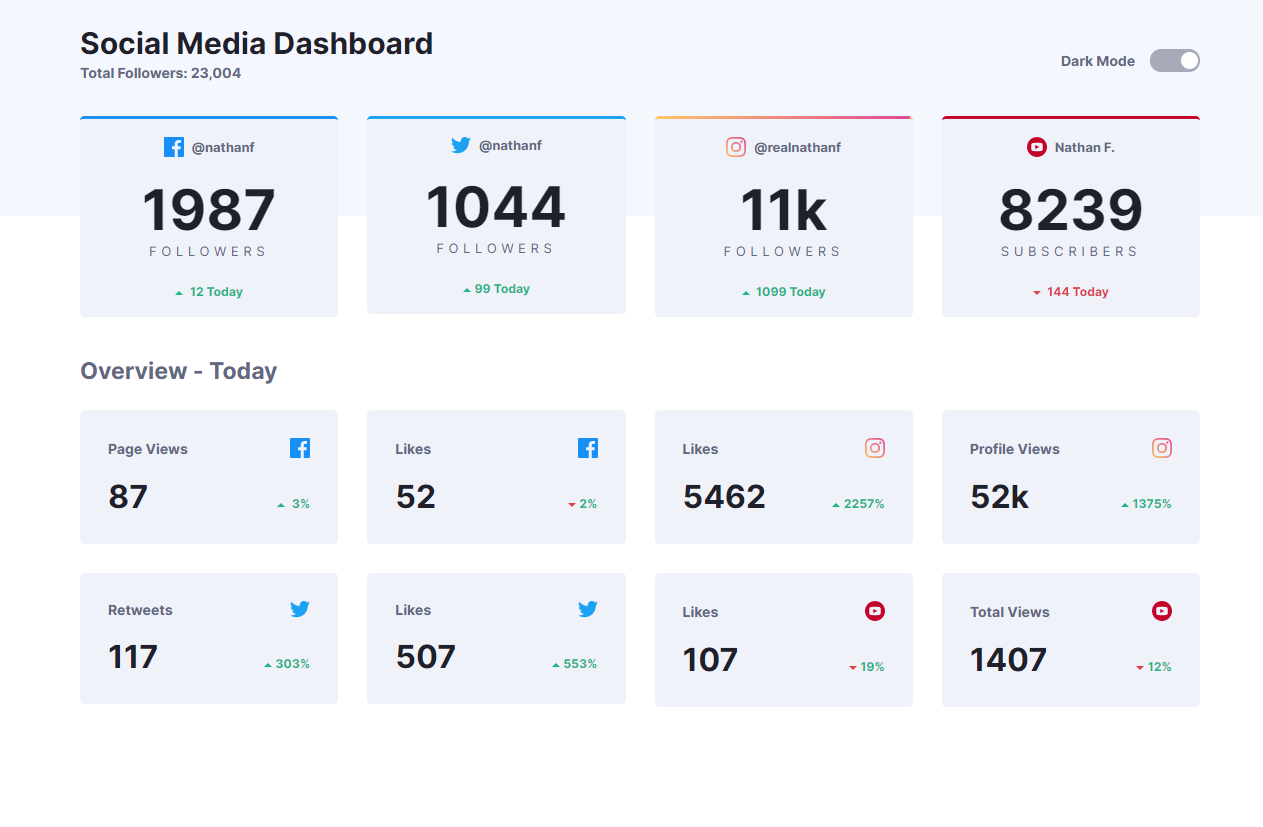 Social Media Dashboard
Total Followers: 23,004
Dark Mode
@nathanf
1987
FOLLOWERS
12 Today
@nathanf
1044
FOLLOWERS
99 Today
@realnathanf
11k
FOLLOWERS
1099 Today
Nathan F.
8239
SUBSCRIBERS
144 Today
Overview - Today
Page Views
87
3%
Likes
52
2%
Likes
5462
2257%
Profile Views
52k
1375%
Retweets
117
303%
Likes
507
553%
Likes
107
19%
Total Views
1407
12%